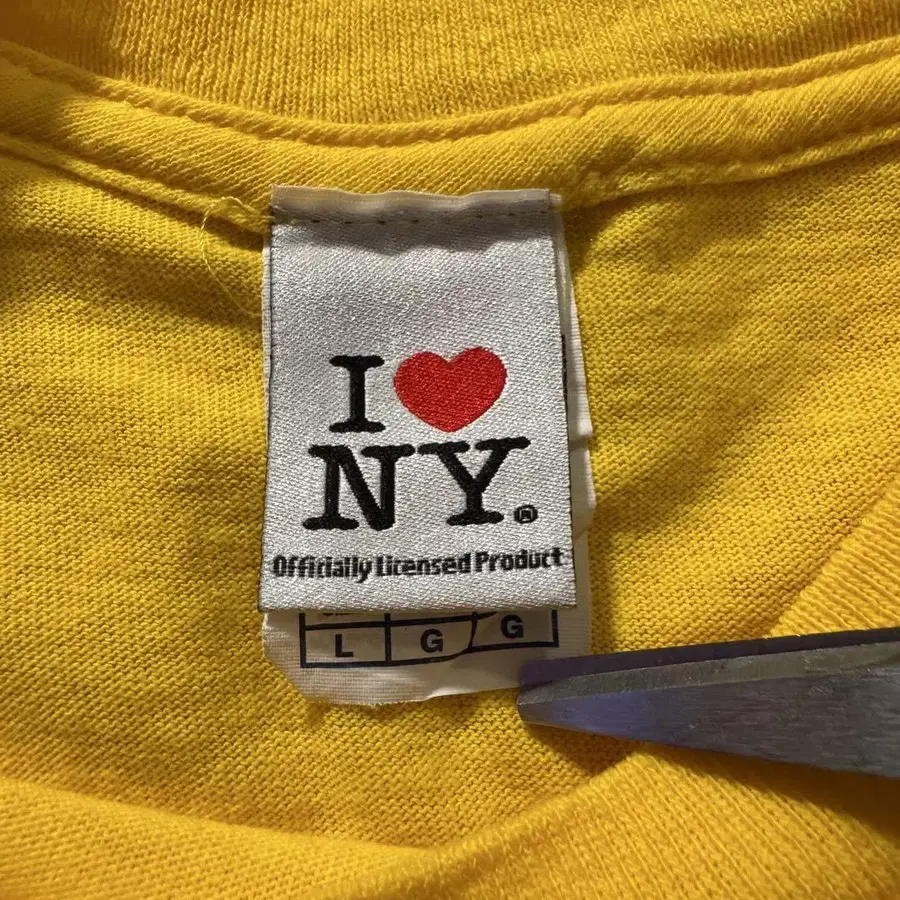 I ❤ NY®
Officially Licensed Product
L G G